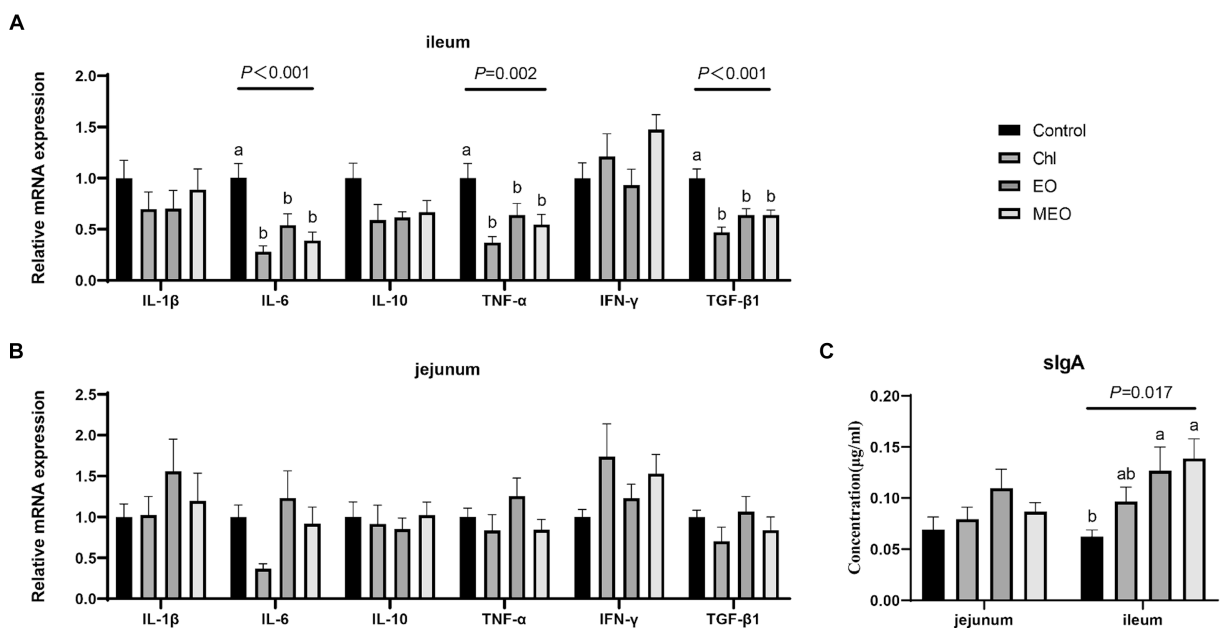 A
ileum
P＜0.001
P=0.002
P＜0.001
2.0
1.5
1.0
0.5
0.0
Relative mRNA expression
a
b
b
b
a
b
b
b
a
b
b
b
IL-1β
IL-6
IL-10
TNF-α
IFN-γ
TGF-β1
Control
Chl
EO
MEO
B
jejunum
2.5
2.0
1.5
1.0
0.5
0.0
Relative mRNA expression
IL-1β
IL-6
IL-10
TNF-α
IFN-γ
TGF-β1
C
sIgA
P=0.017
0.20
0.15
0.10
0.05
0.00
Concentration(μg/ml)
b
ab
a
a
jejunum
ileum